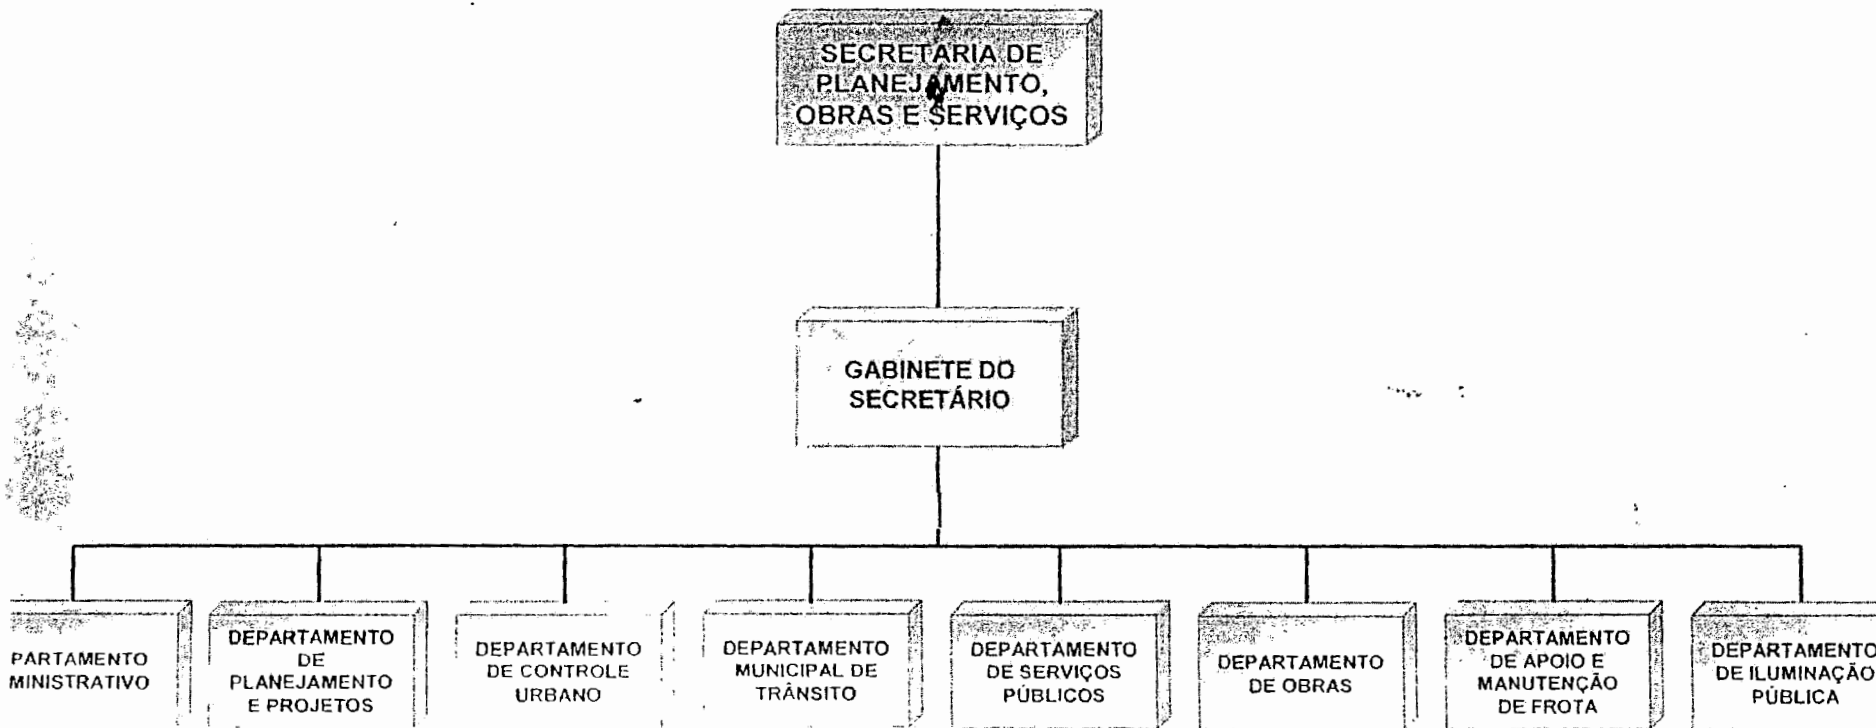 SECRETARIA DE
PLANEJAMENTO,
OBRAS E SERVIÇOS
GABINETE DO
SECRETÁRIO
PARTAMENTO
MINISTRATIVO
DEPARTAMENTO
DE
PLANEJAMENTO
E PROJETOS
DEPARTAMENTO
DE CONTROLE
URBANO
DEPARTAMENTO
MUNICIPAL DE
TRÂNSITO
DEPARTAMENTO
DE SERVIÇOS
PÚBLICOS
DEPARTAMENTO
DE OBRAS
DEPARTAMENTO
DE APOIO E
MANUTENÇÃO
DE FROTA
DEPARTAMENTO
DE ILUMINAÇÃO
PÚBLICA